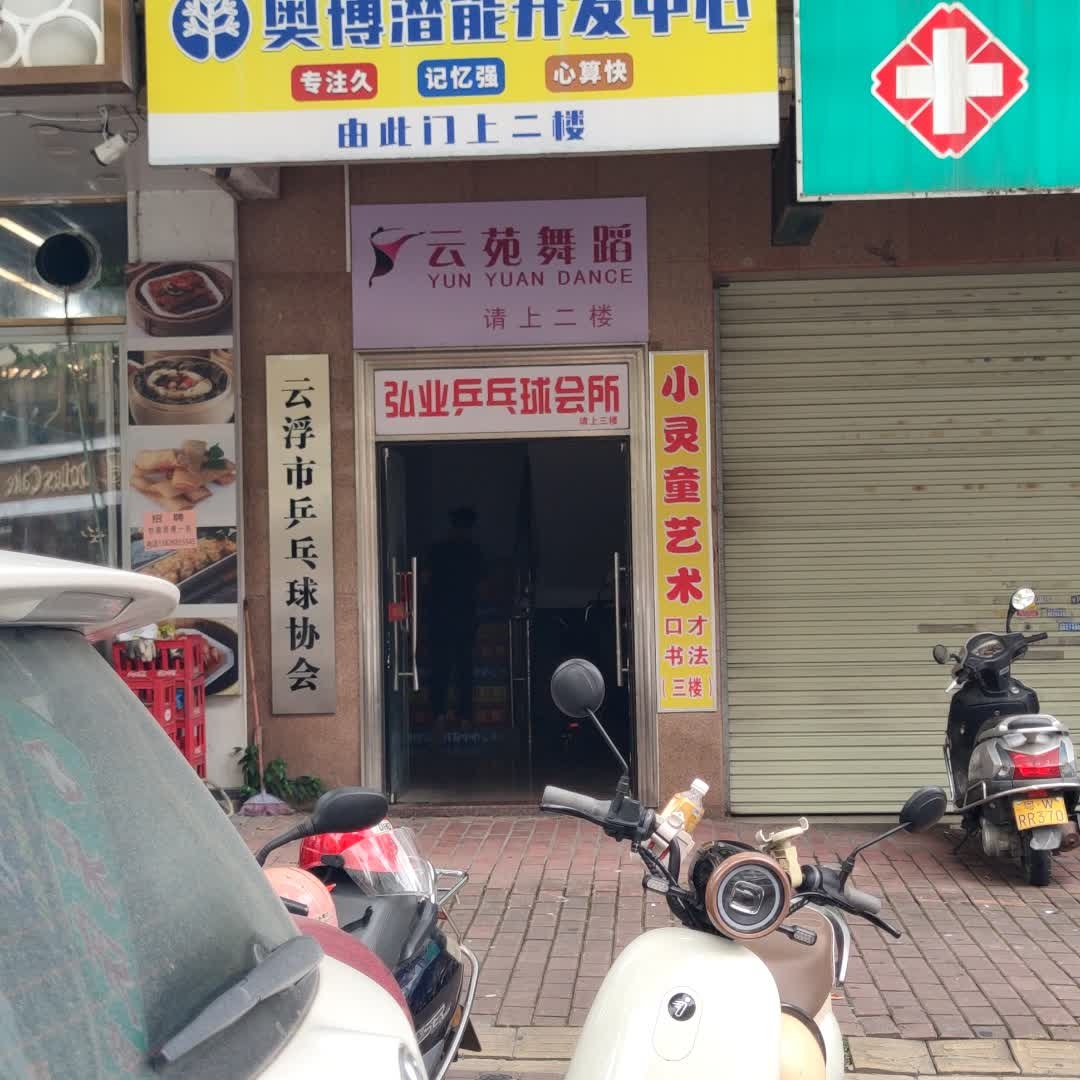 奥博潜能开发中心
专注久 记忆强 心算快
由此门上二楼
云苑舞蹈
YUN YUAN DANCE
请上二楼
弘业乒乓球会所
请上三楼
云浮市乒乓球协会
小灵童艺术
口才
书法
(三楼)
招聘
粤·W
RR370